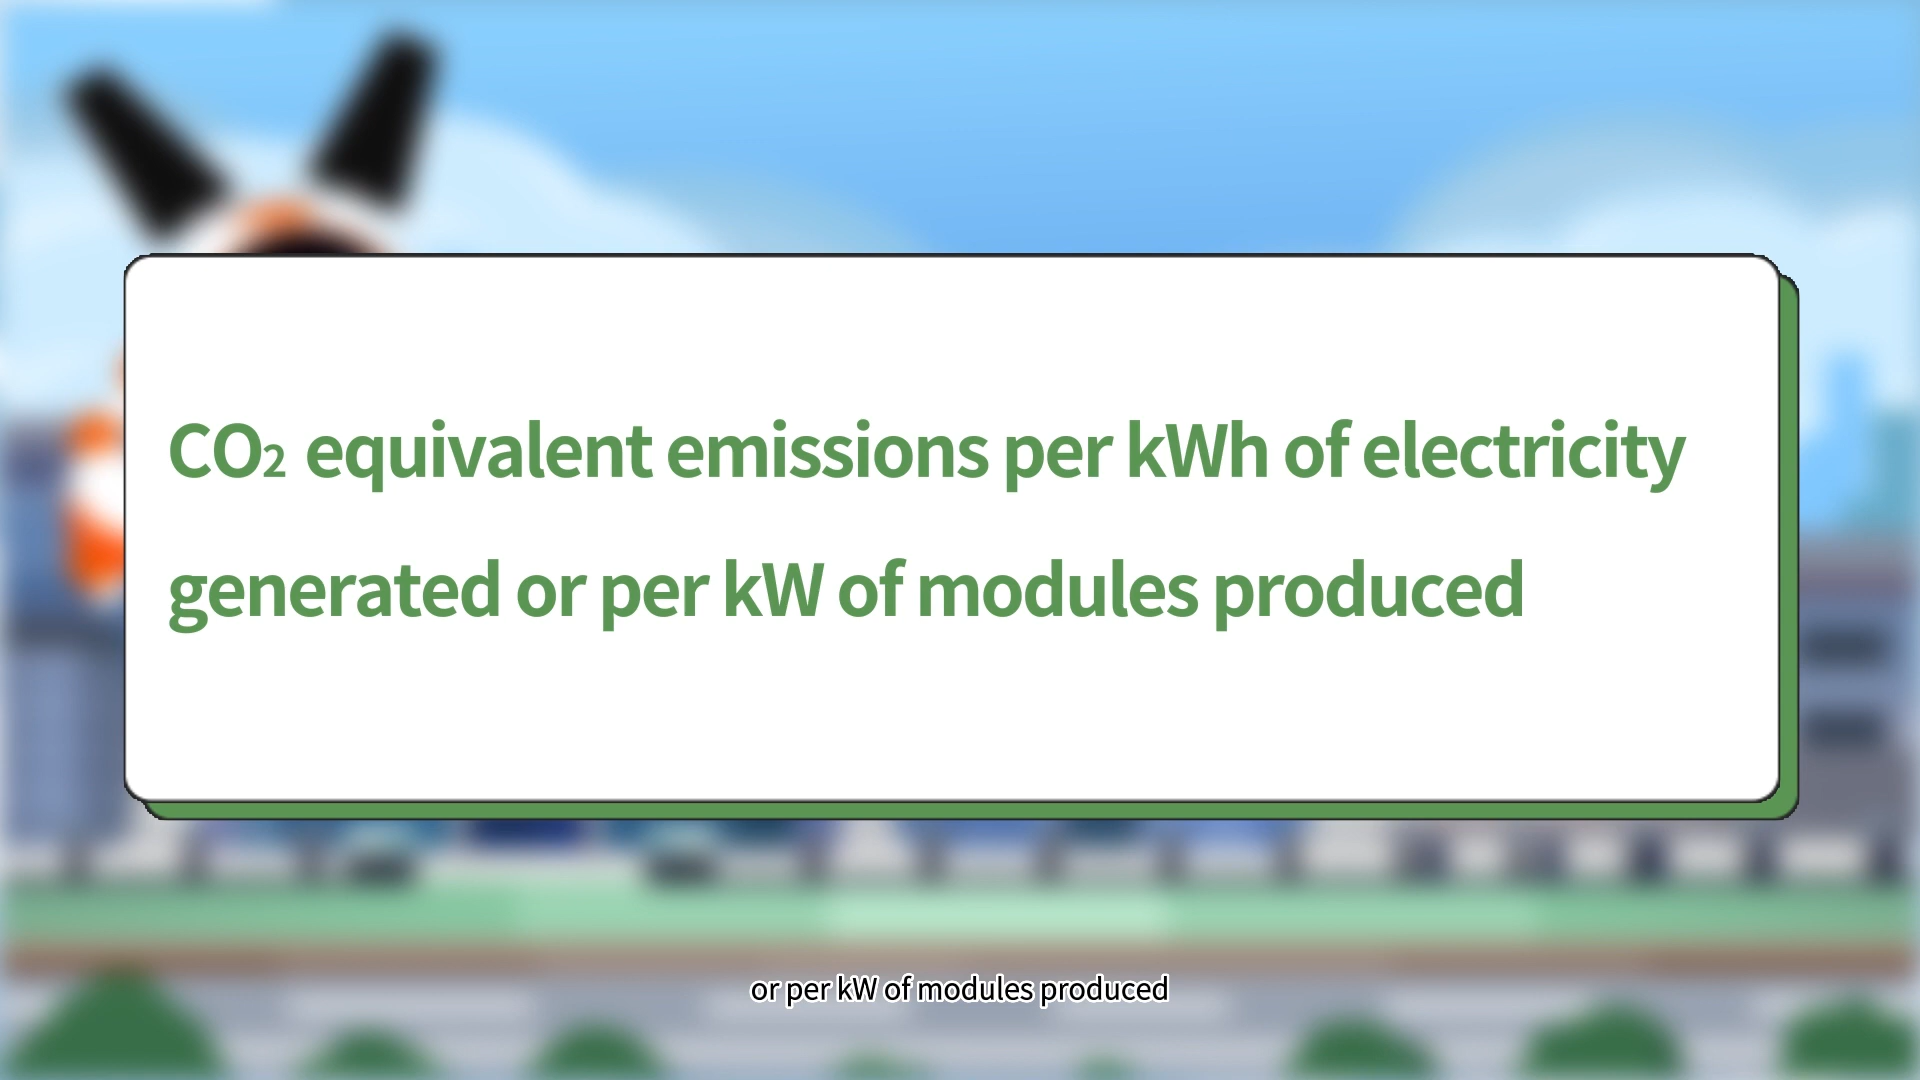 CO₂ equivalent emissions per kWh of electricity
generated or per kW of modules produced
or per kW of modules produced